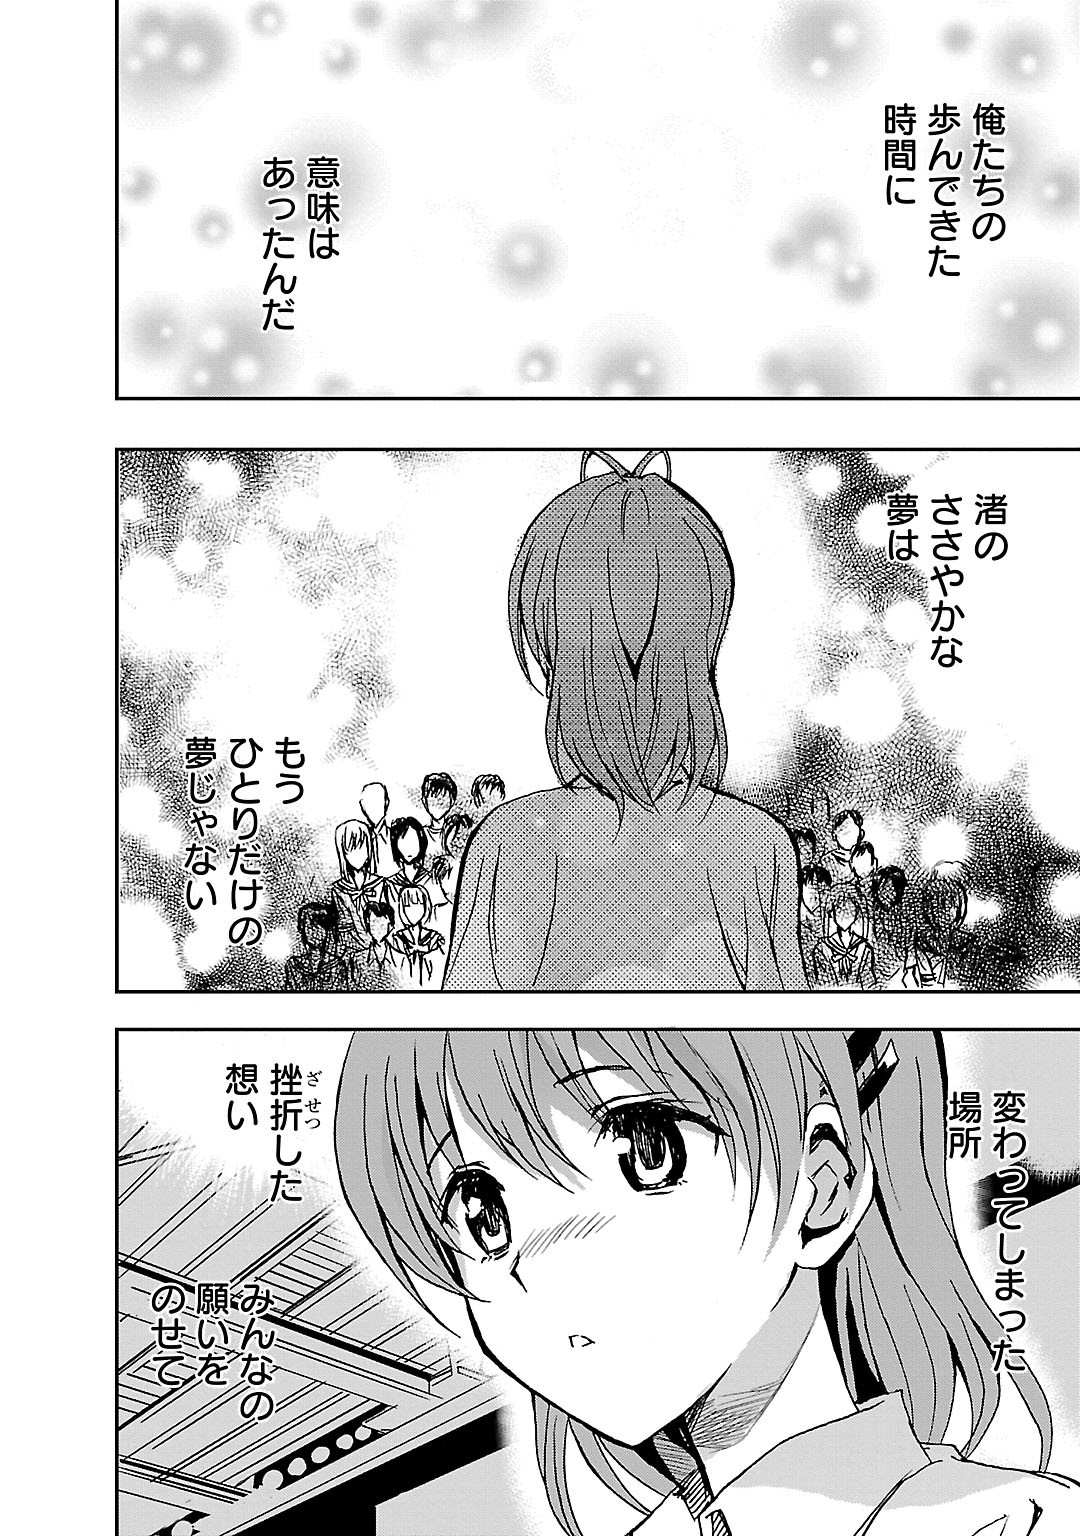 俺たちの
歩んできた
時間に
意味は
あったんだ
渚の
ささやかな
夢は
もう
ひとりだけの
夢じゃない
変わってしまった
場所
挫折した
ざせつ
想い
みんなの
願いを
のせて